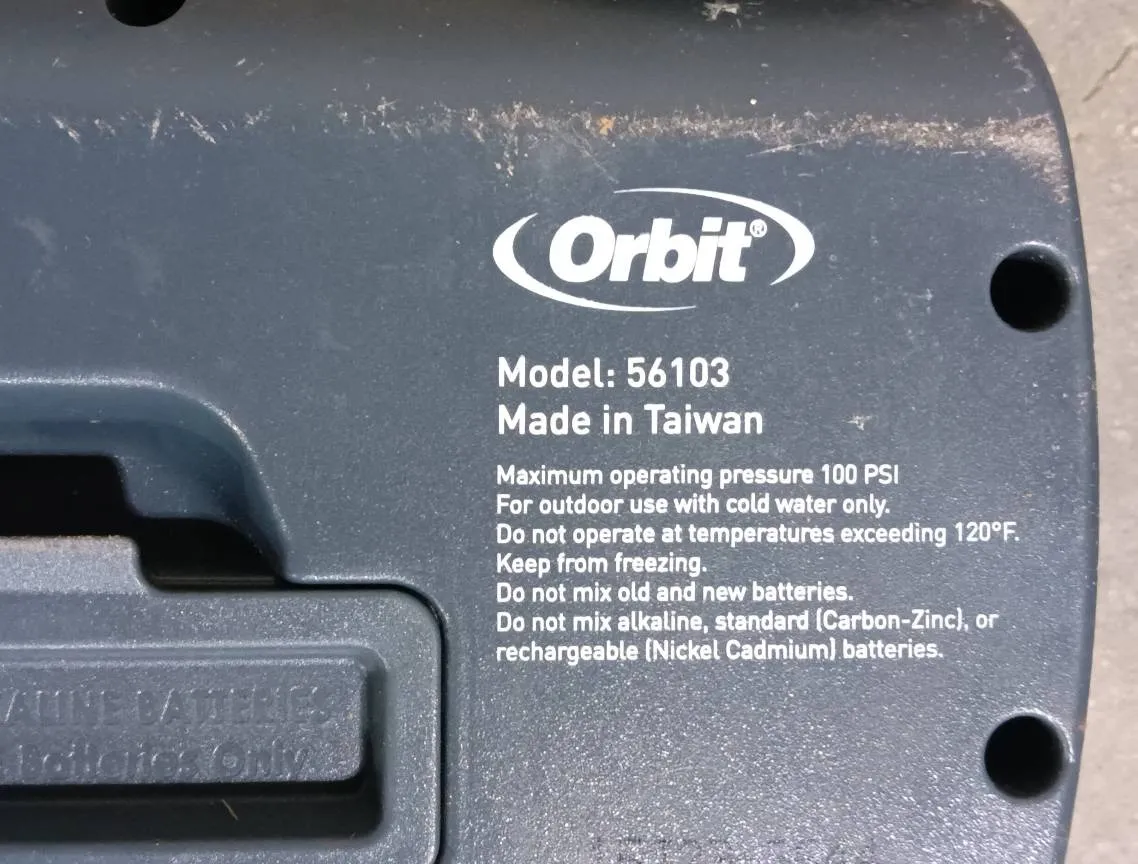 Orbit®
Model: 56103
Made in Taiwan
Maximum operating pressure 100 PSI
For outdoor use with cold water only.
Do not operate at temperatures exceeding 120°F.
Keep from freezing.
Do not mix old and new batteries.
Do not mix alkaline, standard (Carbon-Zinc), or
rechargeable (Nickel Cadmium) batteries.
BATTERIES
Batteries Only